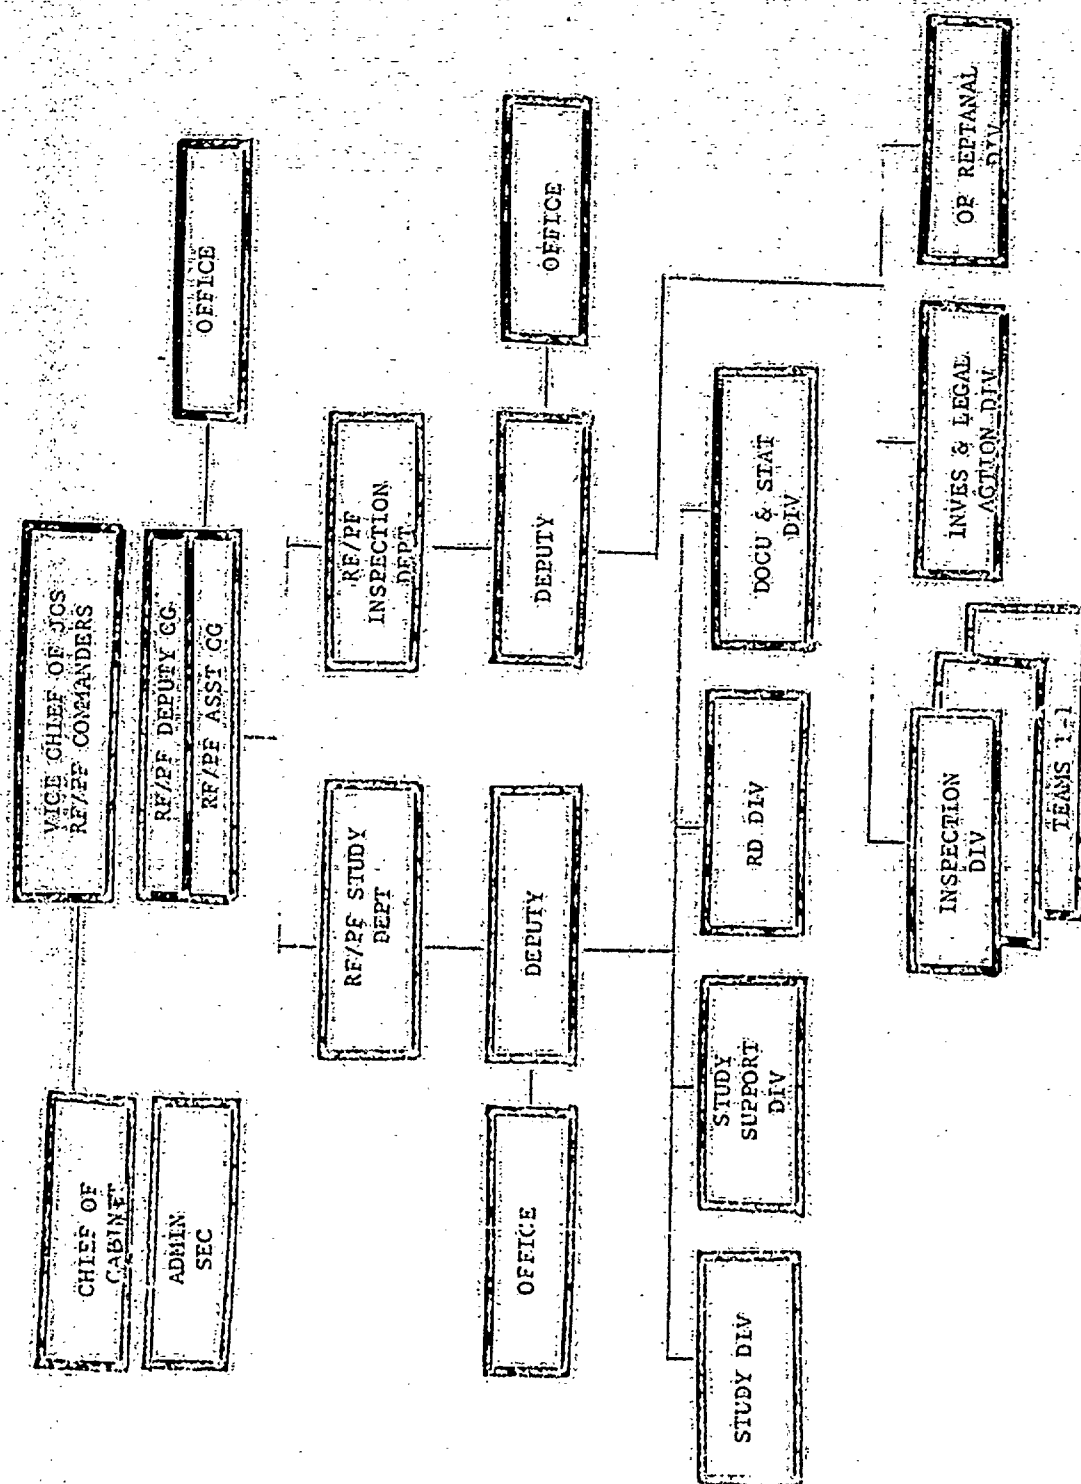 VICE CHIEF OF JCS
RF/PF COMMANDERS
CHIEF OF
CABINET
ADMIN
SEC
RF/PF DEPUTY CG
RF/PF ASST CG
OFFICE
RF/PF STUDY
DEPT
RF/PF
INSPECTION
DEPT
OFFICE
DEPUTY
DEPUTY
OFFICE
STUDY DIV
STUDY
SUPPORT
DIV
RD DIV
DOCU & STAT
DIV
INSPECTION
DIV
TEAMS 1-1
INVES & LEGAL
ACTION DIV
OP REPTANAL
DIV